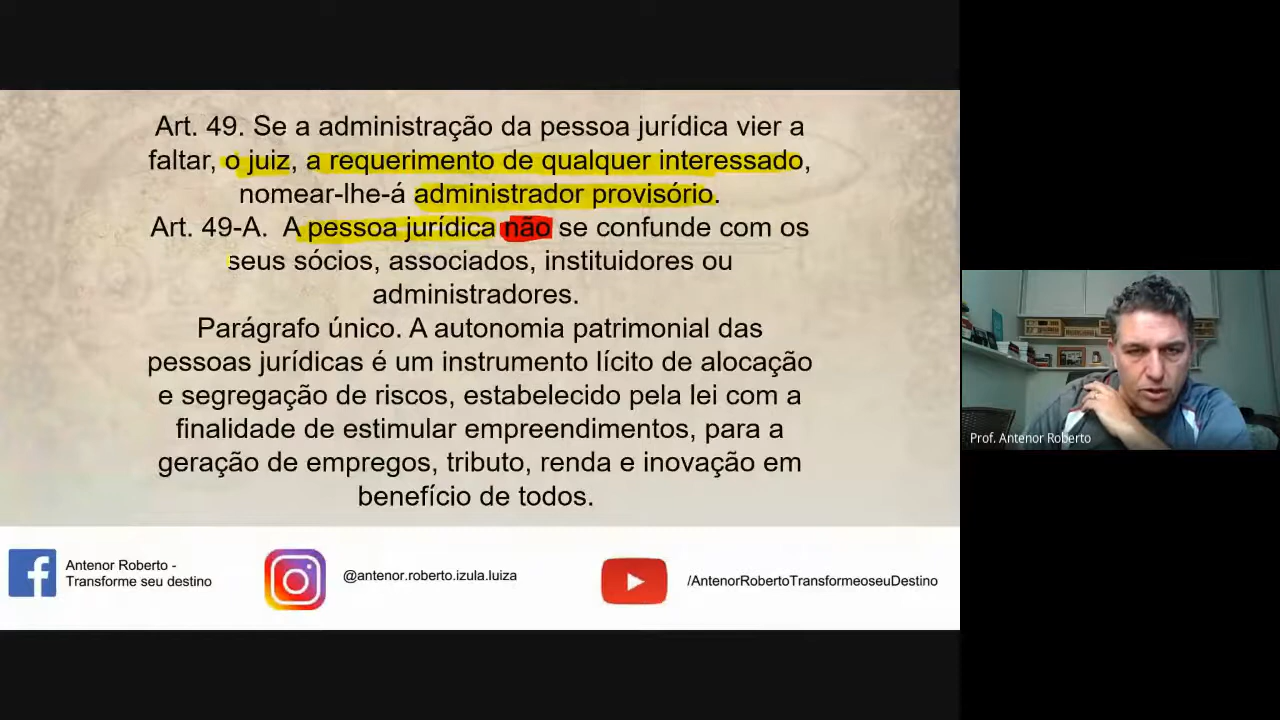 Art. 49. Se a administração da pessoa jurídica vier a
faltar, o juiz, a requerimento de qualquer interessado,
nomear-lhe-á administrador provisório.
Art. 49-A.  A pessoa jurídica não se confunde com os
seus sócios, associados, instituidores ou
administradores.
Parágrafo único. A autonomia patrimonial das
pessoas jurídicas é um instrumento lícito de alocação
e segregação de riscos, estabelecido pela lei com a
finalidade de estimular empreendimentos, para a
geração de empregos, tributo, renda e inovação em
benefício de todos.
Antenor Roberto -
Transforme seu destino
@antenor.roberto.izula.luiza
/AntenorRobertoTransformeoseuDestino
Prof. Antenor Roberto